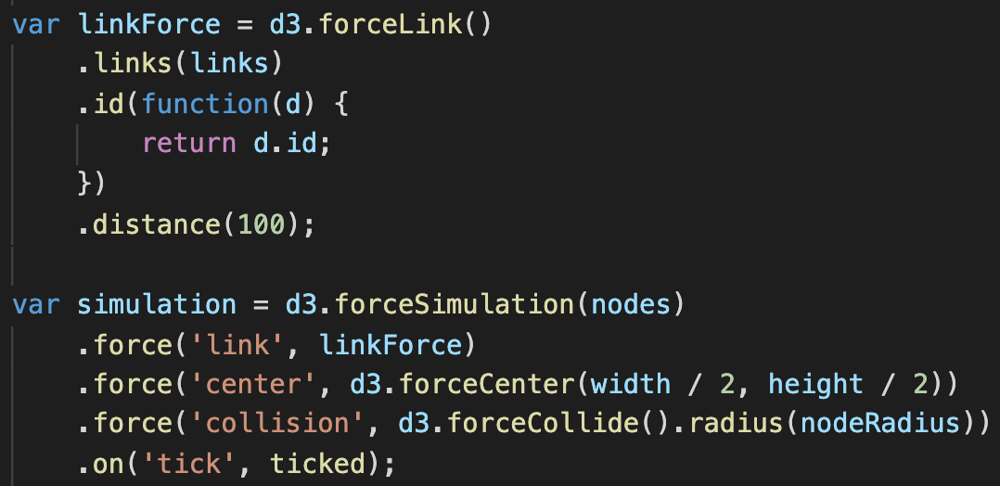 var linkForce = d3.forceLink()
    .links(links)
    .id(function(d) {
        return d.id;
    })
    .distance(100);

var simulation = d3.forceSimulation(nodes)
    .force('link', linkForce)
    .force('center', d3.forceCenter(width / 2, height / 2))
    .force('collision', d3.forceCollide().radius(nodeRadius))
    .on('tick', ticked);